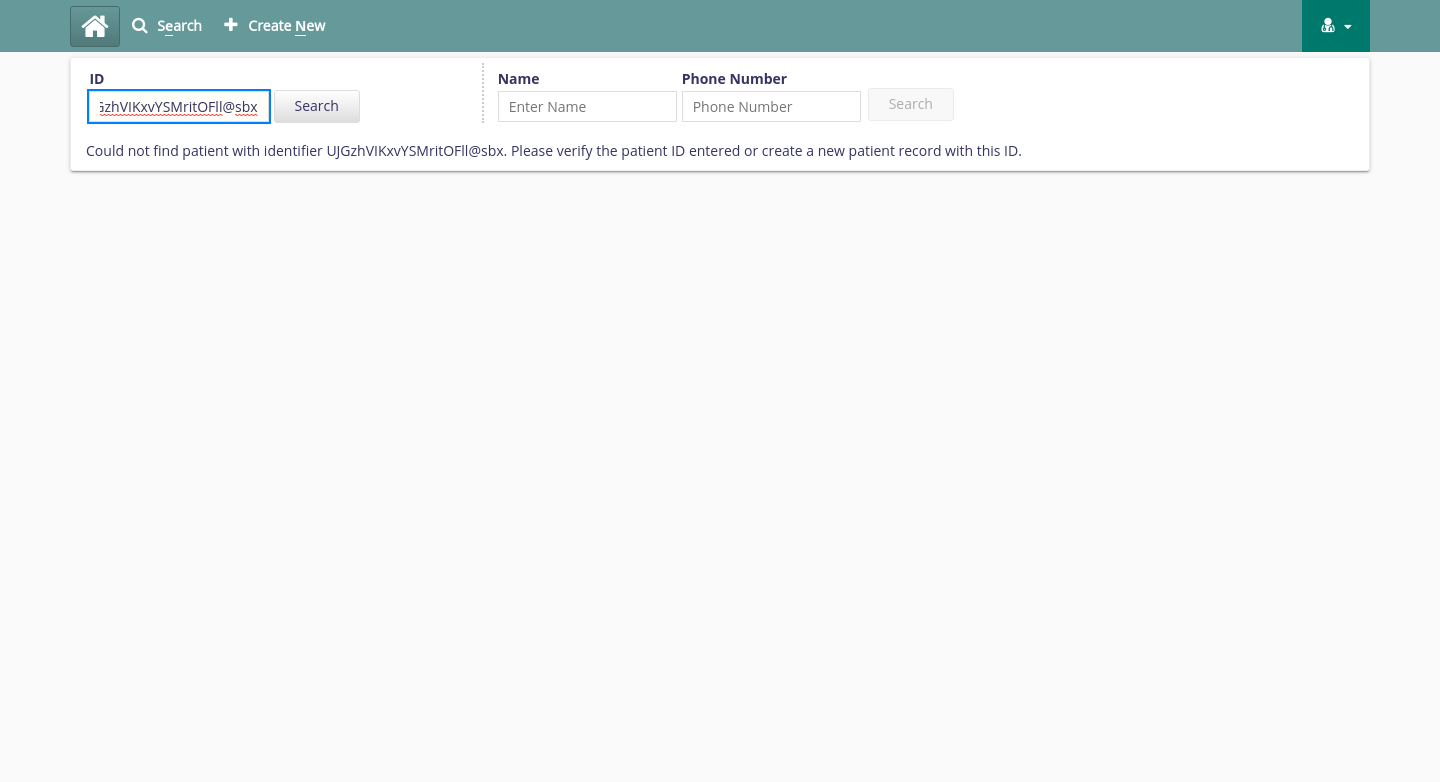 Search
Create New
ID
Name
Phone Number
GzhVIKxvYSMritOFll@sbx
Search
Enter Name
Phone Number
Search
Could not find patient with identifier UJGzhVIKxvYSMritOFll@sbx. Please verify the patient ID entered or create a new patient record with this ID.